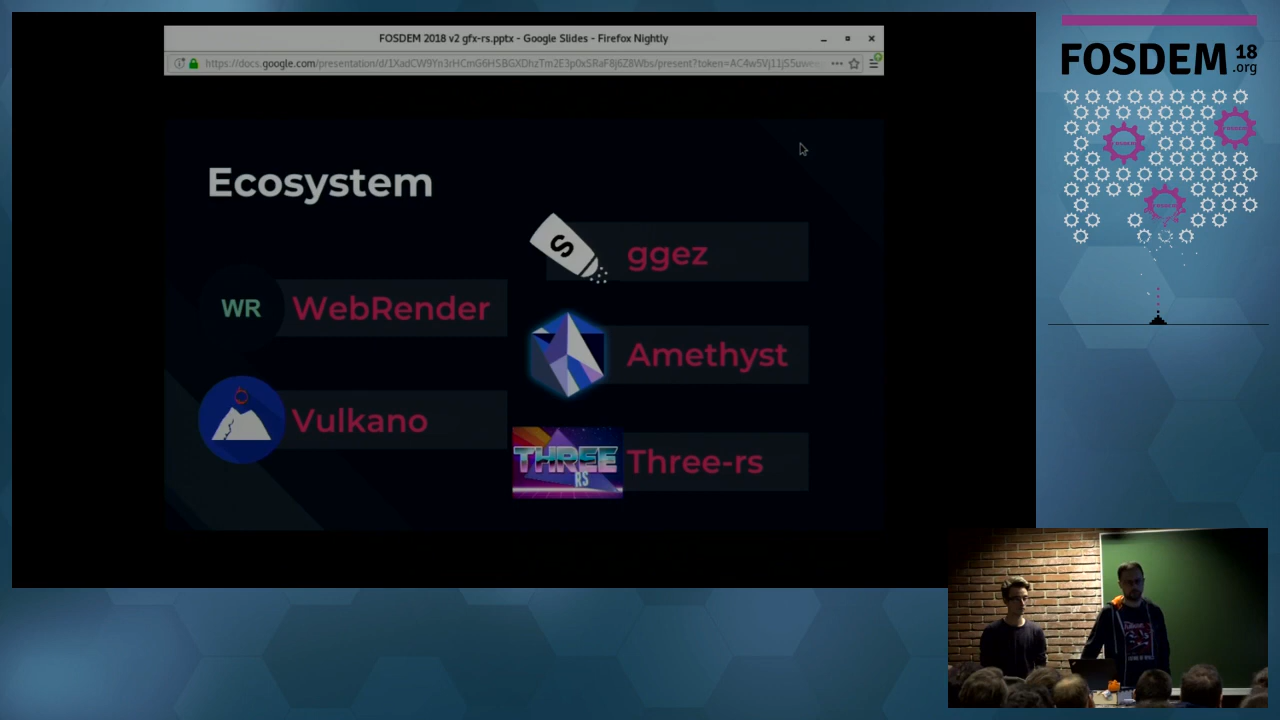 FOSDEM 2018 v2 gfx-rs.pptx - Google Slides - Firefox Nightly
FOSDEM 18
.org
Ecosystem
S
ggez
WR
WebRender
Amethyst
Vulkano
THREE
RS
Three-rs